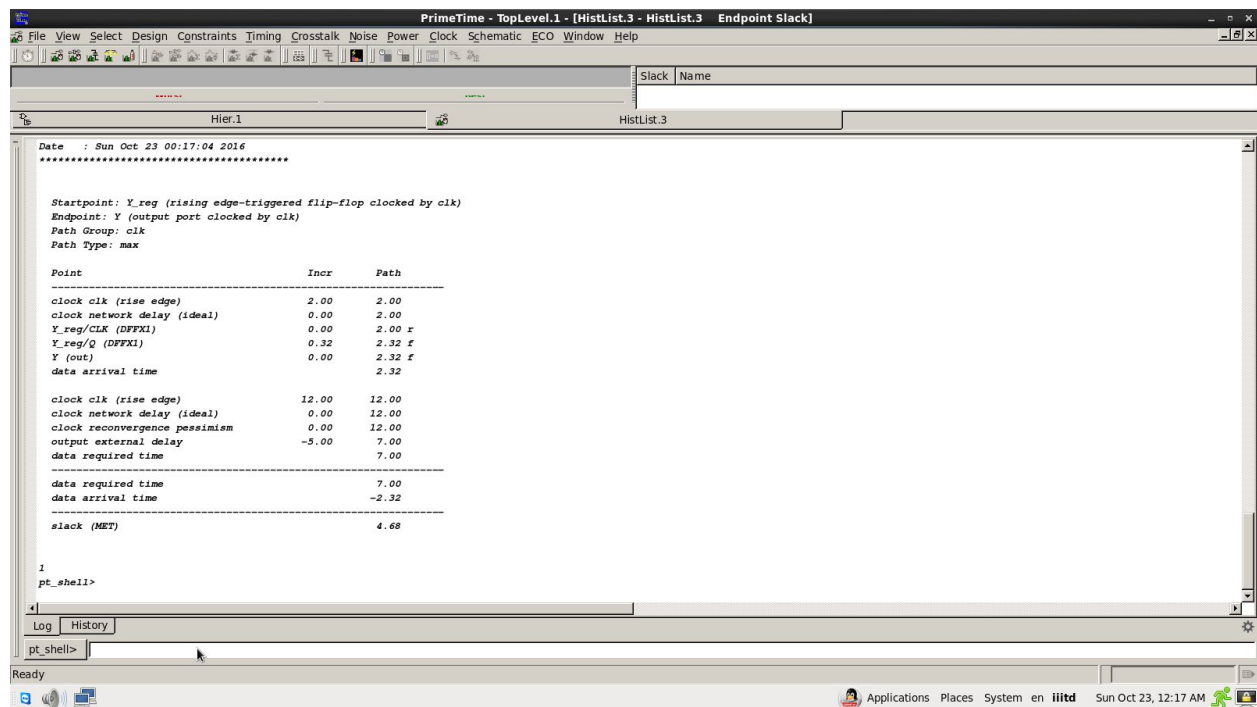 PrimeTime - TopLevel.1 - [HistList.3 - HistList.3 Endpoint Slack]
File View Select Design Constraints Timing Crosstalk Noise Power Clock Schematic ECO Window Help
Slack Name
Hier.1 HistList.3
Date : Sun Oct 23 00:17:04 2016
****************************************
Startpoint: Y_reg (rising edge-triggered flip-flop clocked by clk)
Endpoint: Y (output port clocked by clk)
Path Group: clk
Path Type: max
Point Incr Path
---------------------------------------------------------------
clock clk (rise edge) 2.00 2.00
clock network delay (ideal) 0.00 2.00
Y_reg/CLK (DFFX1) 0.00 2.00 r
Y_reg/Q (DFFX1) 0.32 2.32 f
Y (out) 0.00 2.32 f
data arrival time 2.32
clock clk (rise edge) 12.00 12.00
clock network delay (ideal) 0.00 12.00
clock reconvergence pessimism 0.00 12.00
output external delay -5.00 7.00
data required time 7.00
---------------------------------------------------------------
data required time 7.00
data arrival time -2.32
---------------------------------------------------------------
slack (MET) 4.68
1
pt_shell>
Log History
pt_shell>
Ready
Applications Places System en iiitd Sun Oct 23, 12:17 AM